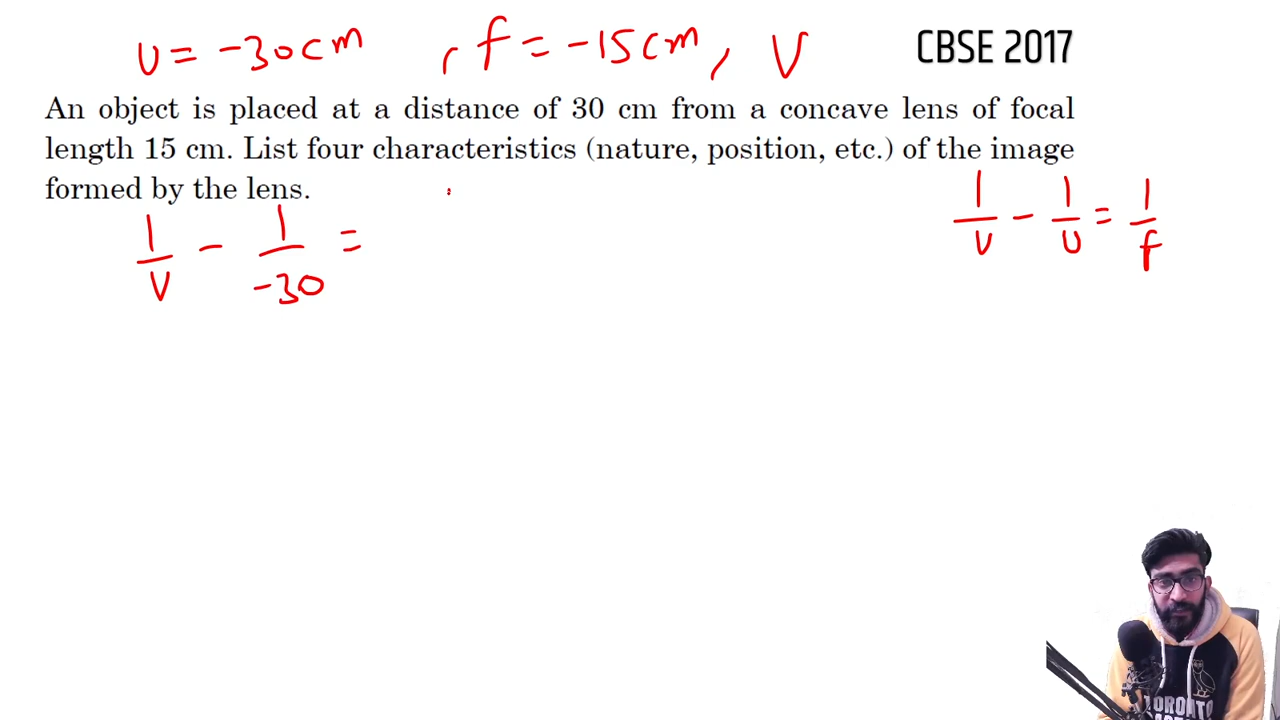 u = -30cm , f = -15cm , V
CBSE 2017
An object is placed at a distance of 30 cm from a concave lens of focal
length 15 cm. List four characteristics (nature, position, etc.) of the image
formed by the lens.
1/V - 1/-30 =
1/v - 1/u = 1/f
TORONTO